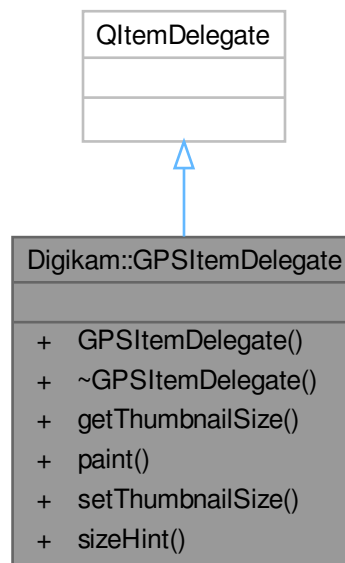 QItemDelegate
Digikam::GPSItemDelegate
+ GPSItemDelegate()
+ ~GPSItemDelegate()
+ getThumbnailSize()
+ paint()
+ setThumbnailSize()
+ sizeHint()